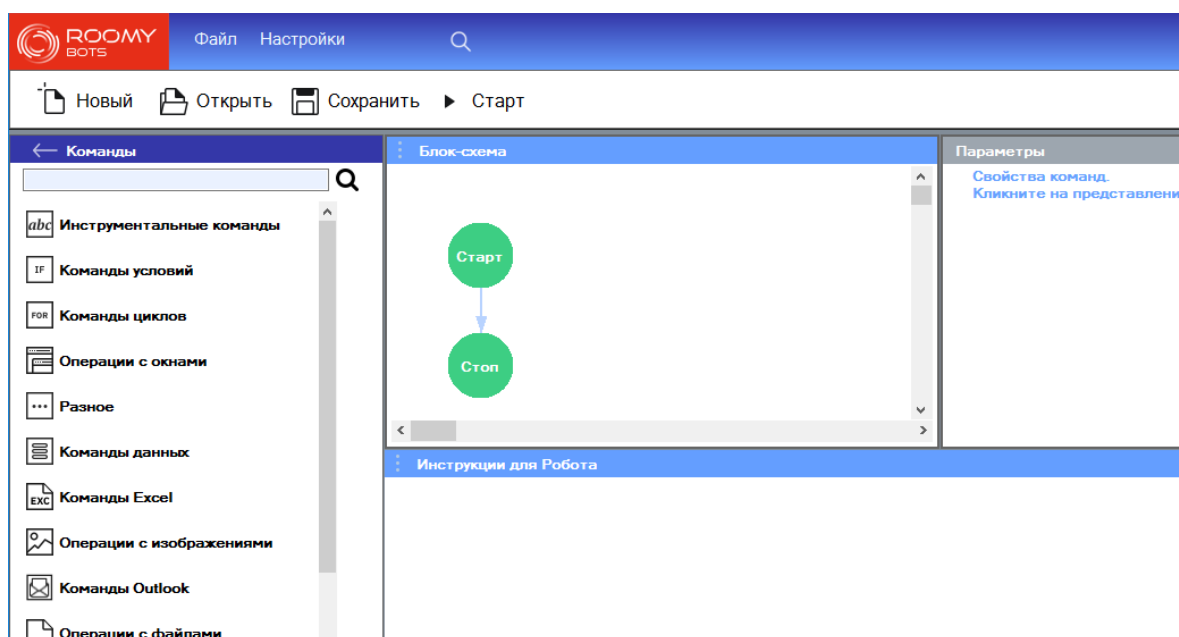 ROOMY
BOTS
Файл Настройки
Новый Открыть Сохранить Старт
Команды
abc Инструментальные команды
IF Команды условий
FOR Команды циклов
Операции с окнами
Разное
Команды данных
EXC Команды Excel
Операции с изображениями
Команды Outlook
Операции с файлами
Блок-схема
Старт
Стоп
Параметры
Свойства команд.
Кликните на представлени
Инструкции для Робота